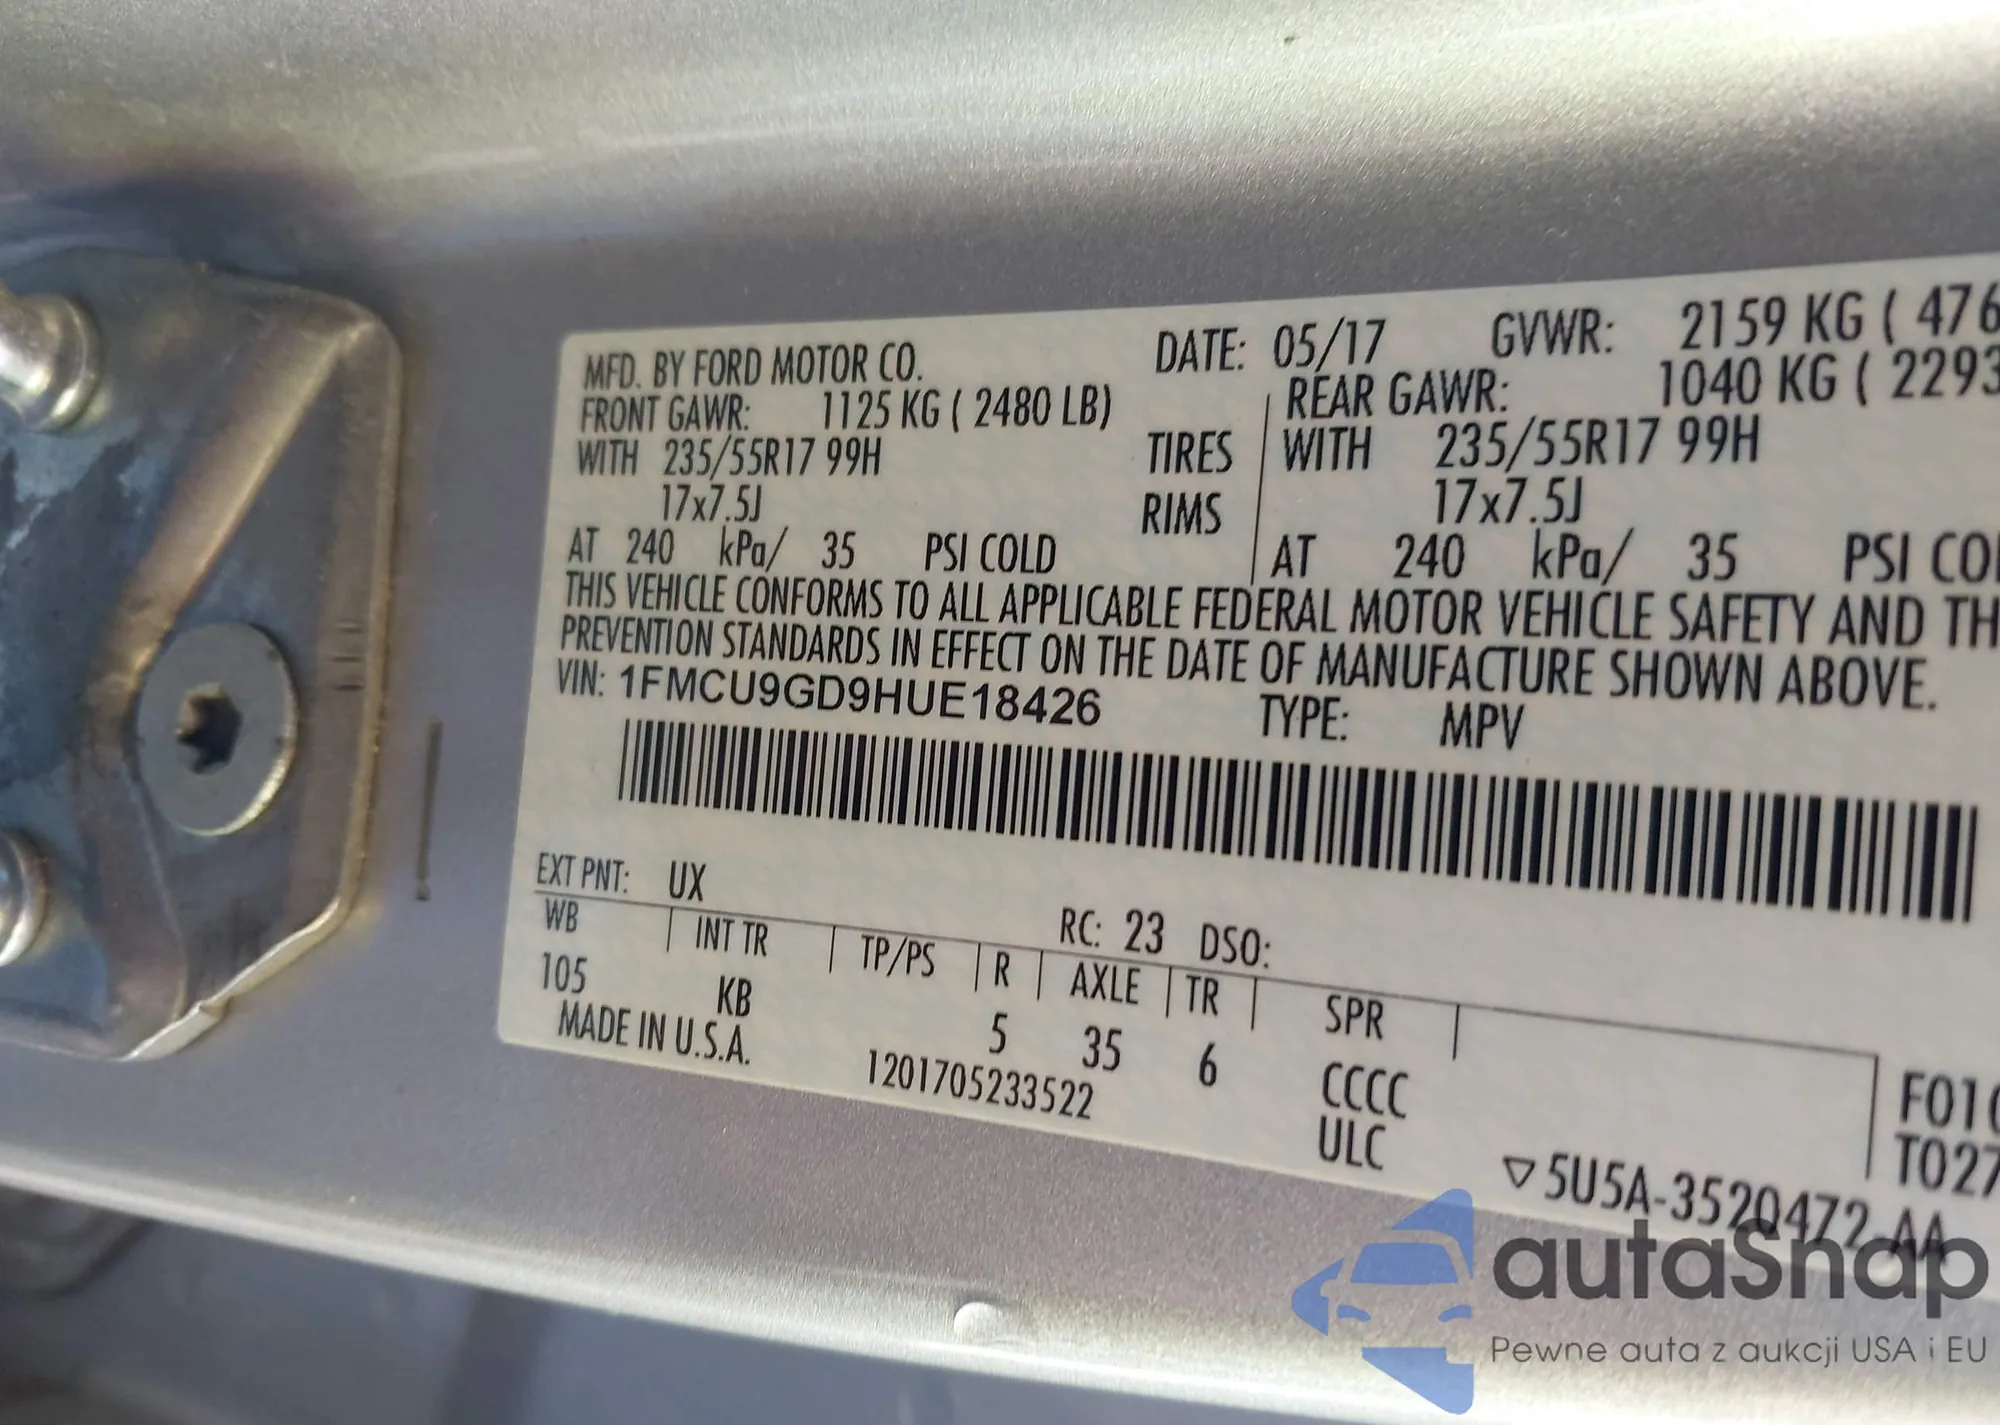 MFD. BY FORD MOTOR CO. DATE: 05/17 GVWR: 2159 KG ( 476
FRONT GAWR: 1125 KG ( 2480 LB) REAR GAWR: 1040 KG ( 2293
WITH 235/55R17 99H TIRES WITH 235/55R17 99H
17x7.5J RIMS 17x7.5J
AT 240 kPa/ 35 PSI COLD AT 240 kPa/ 35 PSI COL
THIS VEHICLE CONFORMS TO ALL APPLICABLE FEDERAL MOTOR VEHICLE SAFETY AND TH
PREVENTION STANDARDS IN EFFECT ON THE DATE OF MANUFACTURE SHOWN ABOVE.
VIN: 1FMCU9GD9HUE18426 TYPE: MPV
EXT PNT: UX RC: 23 DSO:
WB INT TR TP/PS R AXLE TR SPR
105 KB 5 35 6 CCCC F010
MADE IN U.S.A. 1201705233522 ULC T027
▽5U5A-3520472-AA
autaSnap
Pewne auta z aukcji USA i EU